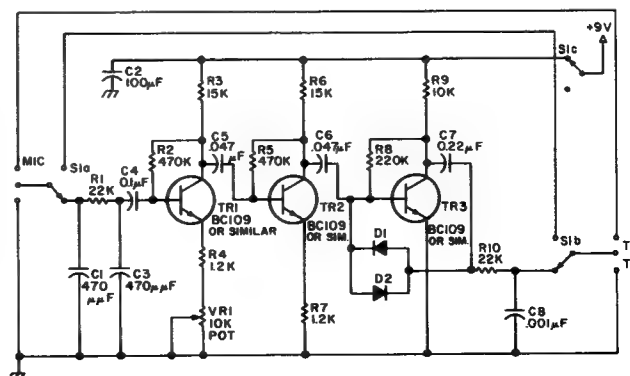 S1c
+9V
C2
100µF
R3
15K
R6
15K
R9
10K
MIC
S1a
R1
22K
C4
0.1µF
R2
470K
C5
.047
µF
R5
470K
C6
.047µF
R8
220K
C7
0.22µF
TR1
BC109
OR SIMILAR
TR2
BC109
OR SIM.
TR3
BC109
OR SIM.
D1
D2
R10
22K
S1b
T
T
C1
470
µµF
C3
470µµF
R4
1.2K
VR1
10K
POT
R7
1.2K
C8
.001µF